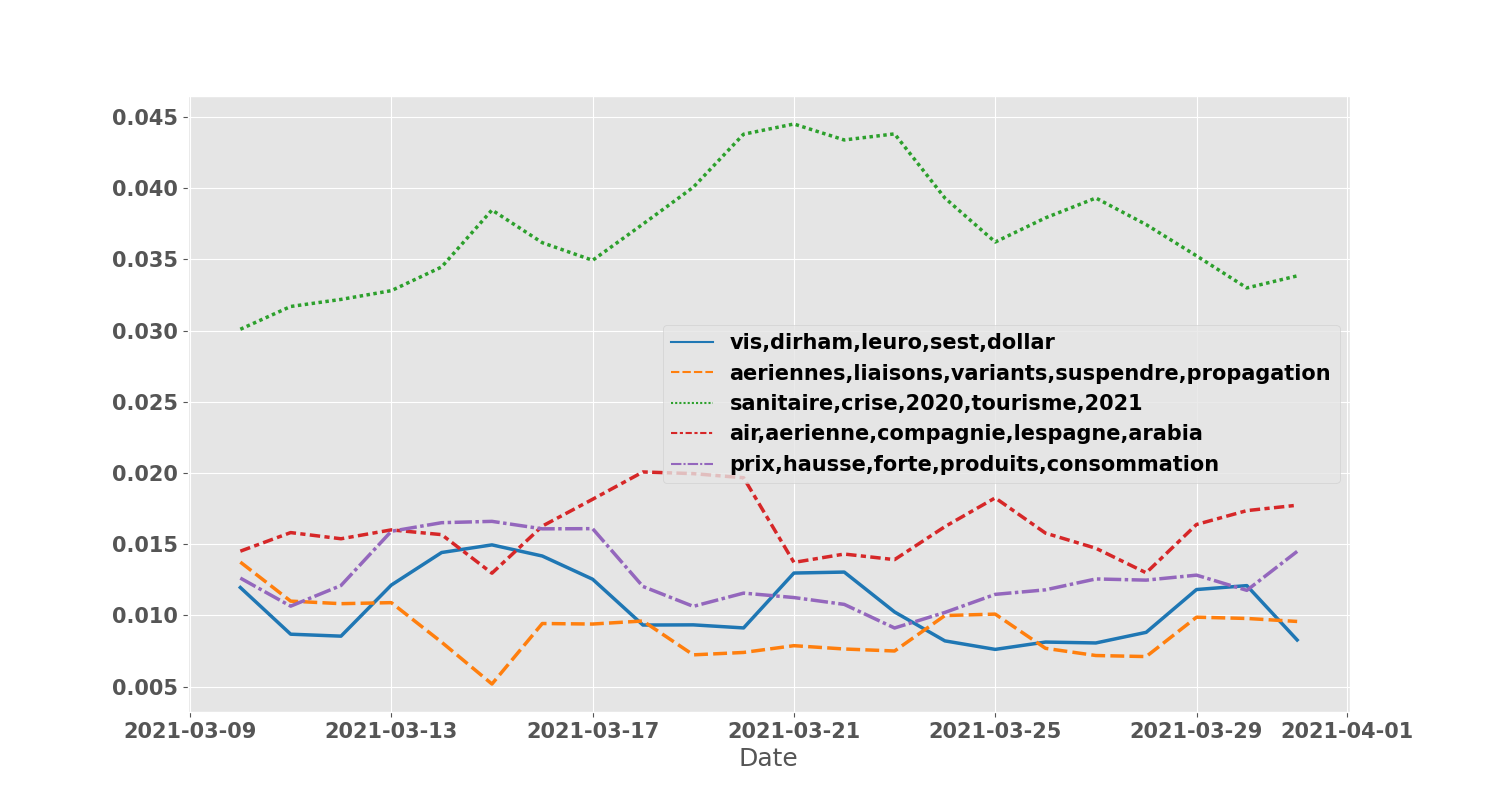 0.045
0.040
0.035
0.030
0.025
0.020
0.015
0.010
0.005
vis,dirham,leuro,sest,dollar
aeriennes,liaisons,variants,suspendre,propagation
sanitaire,crise,2020,tourisme,2021
air,aerienne,compagnie,lespagne,arabia
prix,hausse,forte,produits,consommation
2021-03-09 2021-03-13 2021-03-17 2021-03-21 2021-03-25 2021-03-29 2021-04-01
Date